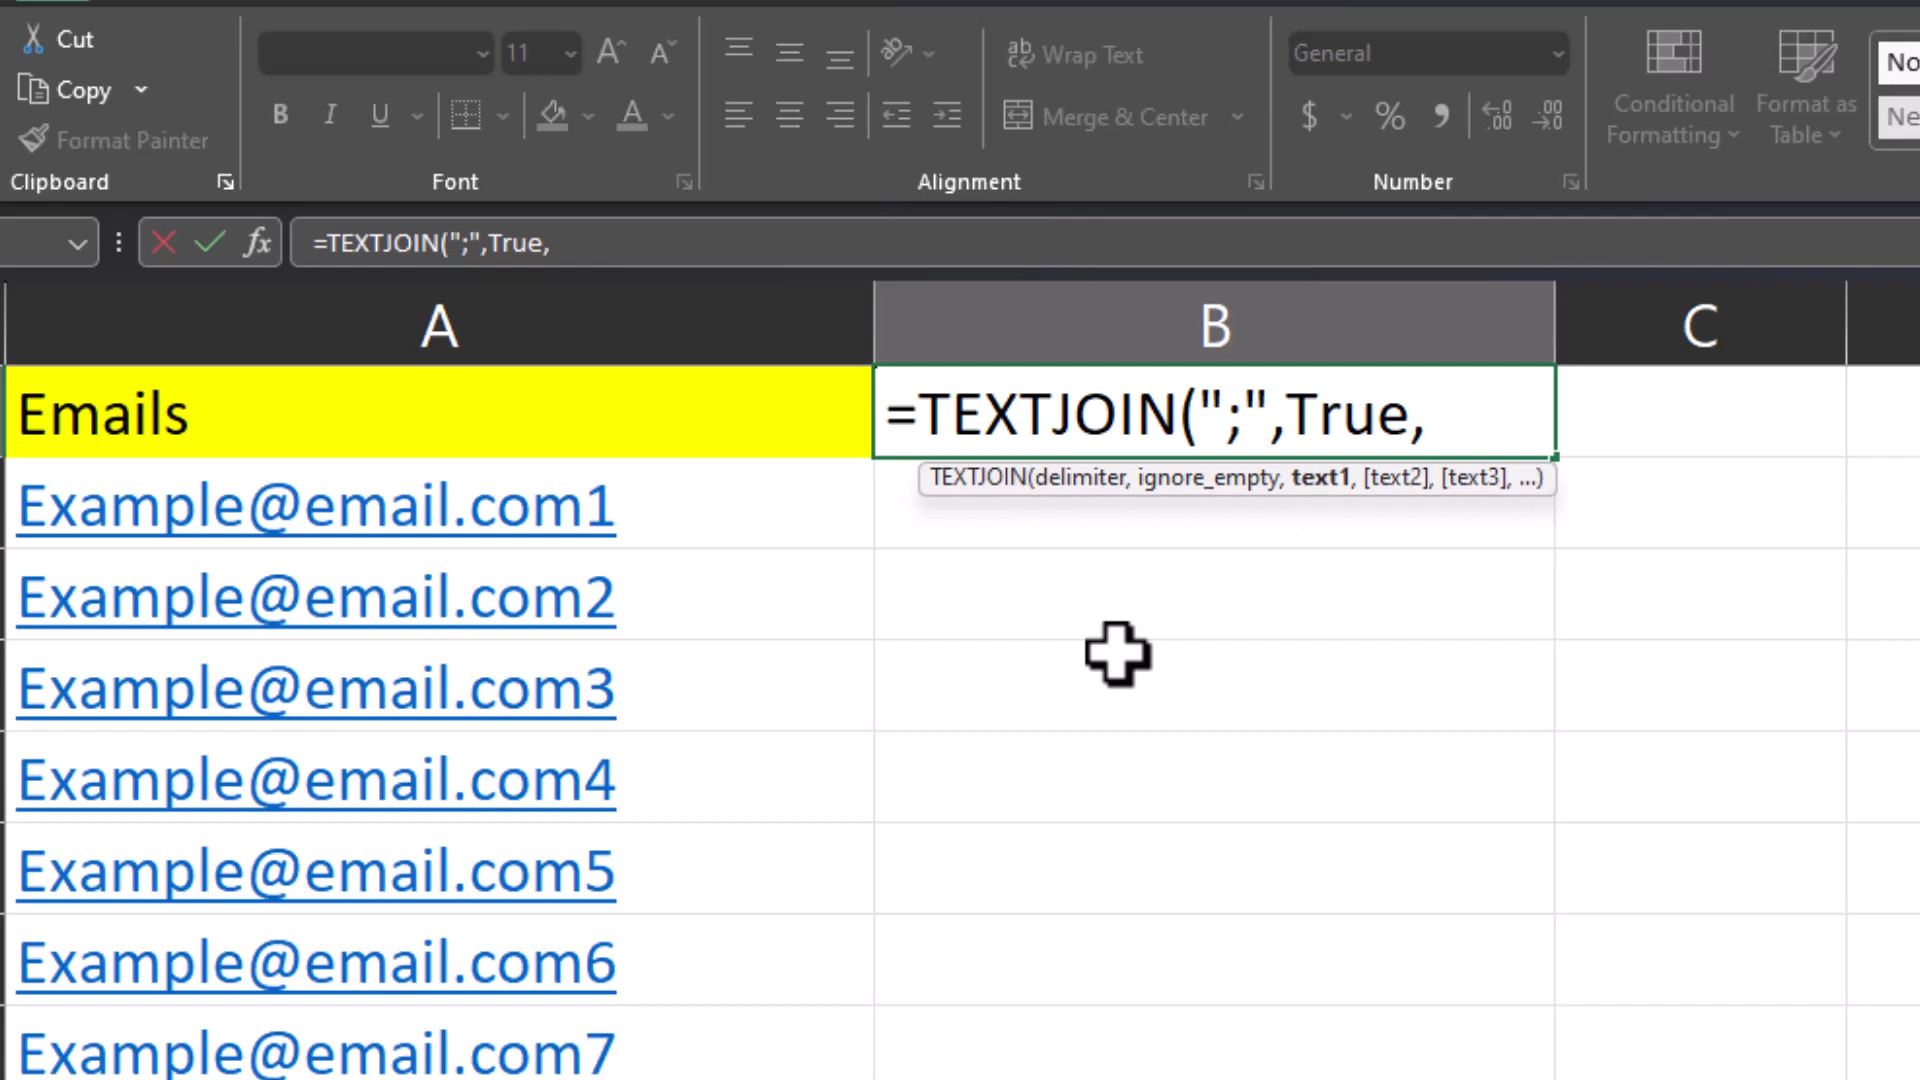 Cut
Copy
Format Painter
Clipboard
11
B I U
Font
Wrap Text
Merge & Center
Alignment
General
$ %
Number
Conditional
Formatting
Format as
Table
No
Ne
fx
=TEXTJOIN(";",True,
A
B
C
Emails
=TEXTJOIN(";",True,
TEXTJOIN(delimiter, ignore_empty, text1, [text2], [text3], ...)
Example@email.com1
Example@email.com2
Example@email.com3
Example@email.com4
Example@email.com5
Example@email.com6
Example@email.com7